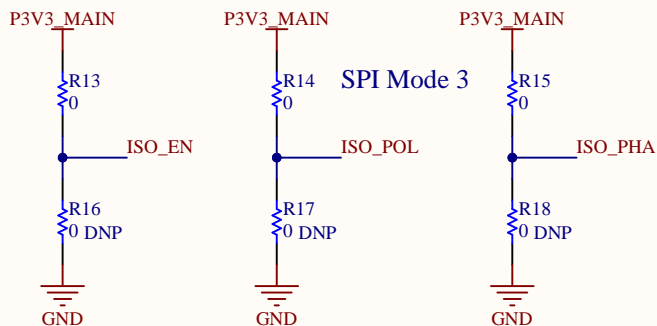 P3V3_MAIN P3V3_MAIN P3V3_MAIN
R13 R14 SPI Mode 3 R15
0 0 0
ISO_EN ISO_POL ISO_PHA
R16 R17 R18
0 DNP 0 DNP 0 DNP
GND GND GND